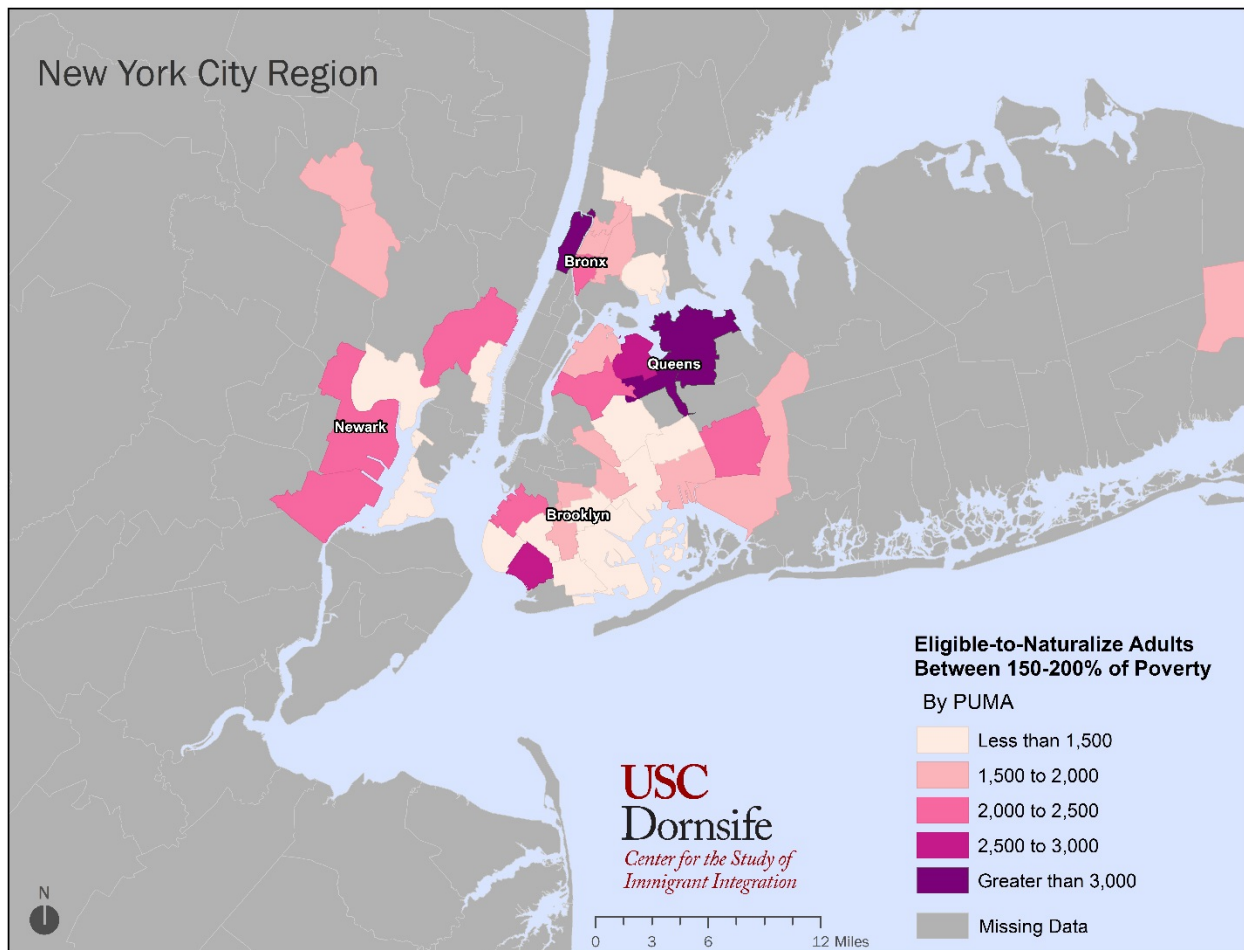 New York City Region
Bronx
Queens
Newark
Brooklyn
Eligible-to-Naturalize Adults
Between 150-200% of Poverty
By PUMA
Less than 1,500
1,500 to 2,000
2,000 to 2,500
2,500 to 3,000
Greater than 3,000
Missing Data
USC
Dornsife
Center for the Study of
Immigrant Integration
N
0 3 6 12 Miles